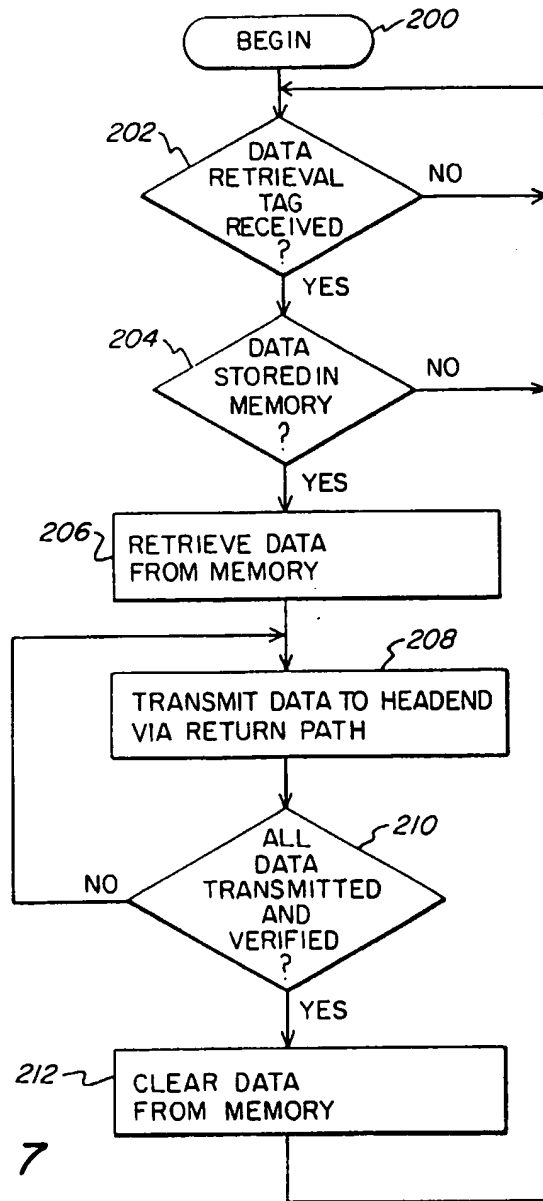 BEGIN
200
202
DATA
RETRIEVAL
TAG
RECEIVED
?
NO
YES
204
DATA
STORED IN
MEMORY
?
NO
YES
206
RETRIEVE DATA
FROM MEMORY
208
TRANSMIT DATA TO HEADEND
VIA RETURN PATH
210
ALL
DATA
TRANSMITTED
AND
VERIFIED
?
NO
YES
212
CLEAR DATA
FROM MEMORY
7